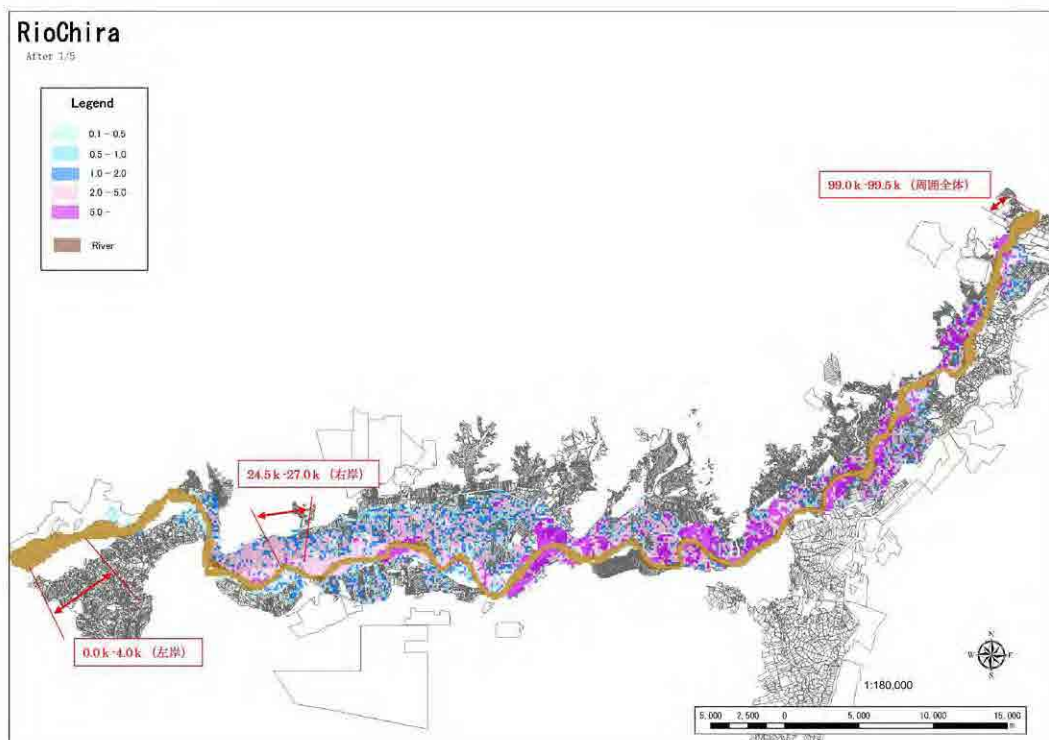 RioChira
After 1/5
Legend
0.1 - 0.5
0.5 - 1.0
1.0 - 2.0
2.0 - 5.0
5.0 -
River
99.0k-99.5k (周囲全体)
24.5k-27.0k (右岸)
0.0k-4.0k (左岸)
N
W E
S
1:180,000
5,000 2,500 0 5,000 10,000 15,000